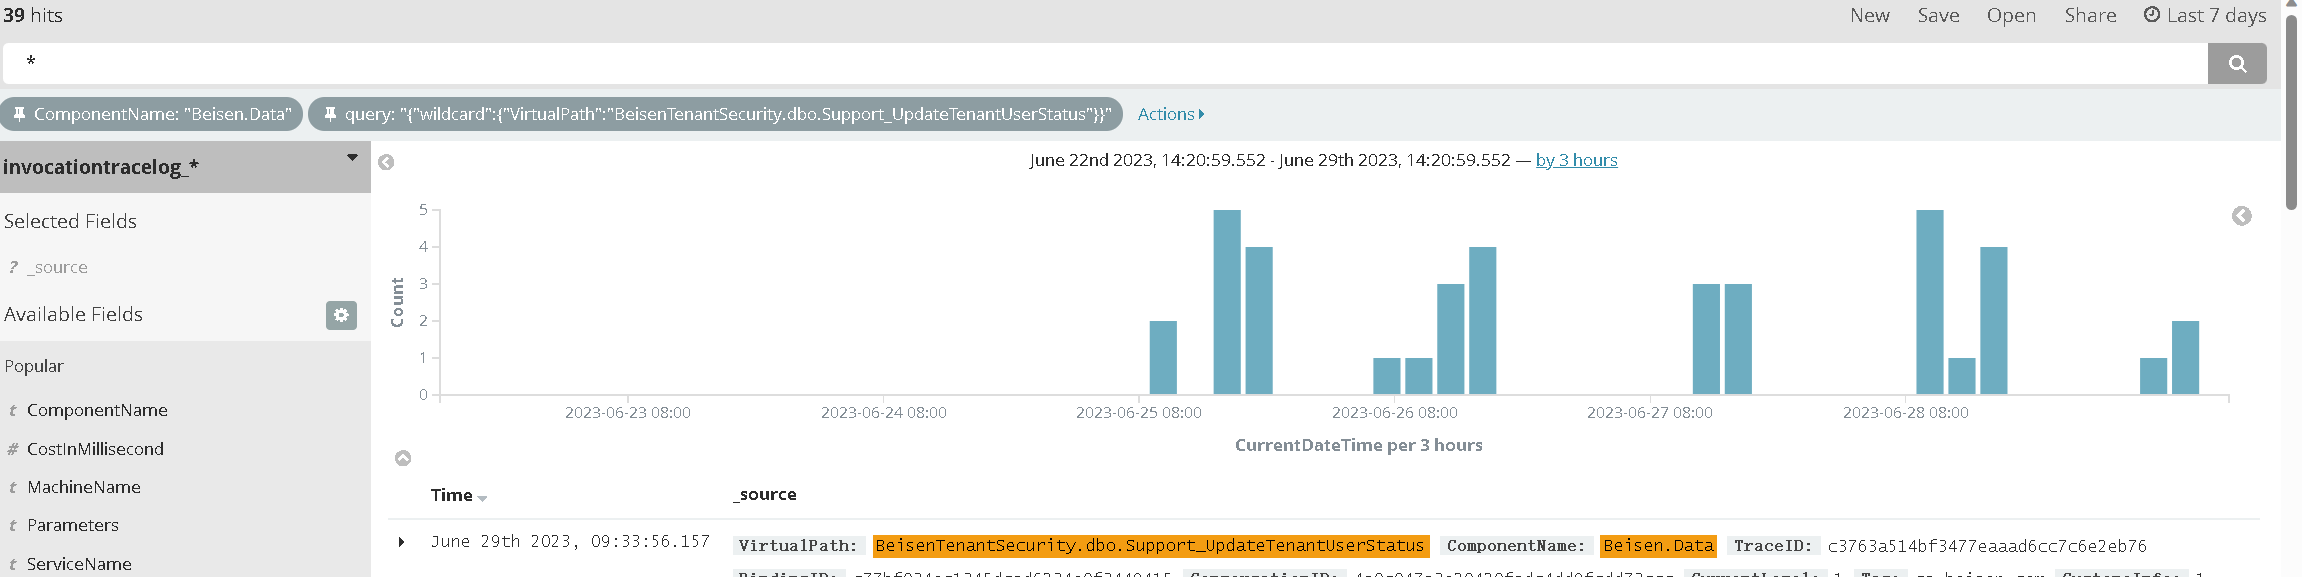 39 hits
New Save Open Share Last 7 days
*
ComponentName: "Beisen.Data" query: "{"wildcard":{"VirtualPath":"BeisenTenantSecurity.dbo.Support_UpdateTenantUserStatus"}}" Actions
invocationtracelog_*
June 22nd 2023, 14:20:59.552 - June 29th 2023, 14:20:59.552 — by 3 hours
Selected Fields
? _source
Available Fields
Popular
t ComponentName
# CostInMillisecond
t MachineName
t Parameters
t ServiceName
Count
5
4
3
2
1
0
2023-06-23 08:00 2023-06-24 08:00 2023-06-25 08:00 2023-06-26 08:00 2023-06-27 08:00 2023-06-28 08:00
CurrentDateTime per 3 hours
Time _source
June 29th 2023, 09:33:56.157 VirtualPath: BeisenTenantSecurity.dbo.Support_UpdateTenantUserStatus ComponentName: Beisen.Data TraceID: c3763a514bf3477eaaad6cc7c6e2eb76